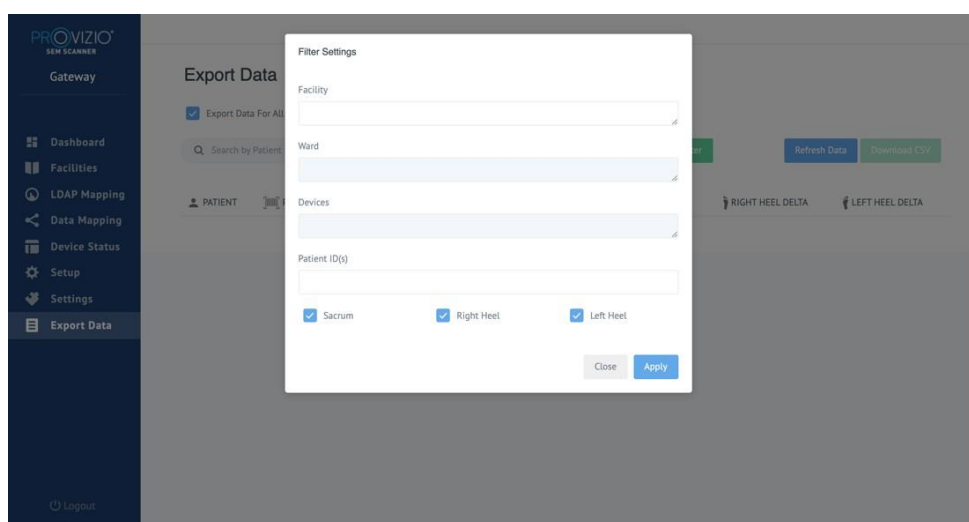 PROVIZIO®
SEM SCANNER
Gateway
Dashboard
Facilities
LDAP Mapping
Data Mapping
Device Status
Setup
Settings
Export Data
Logout
Export Data
Export Data For All
Search by Patient
Refresh Data
Download CSV
PATIENT
RIGHT HEEL DELTA
LEFT HEEL DELTA
Filter Settings
Facility
Ward
Devices
Patient ID(s)
Sacrum Right Heel Left Heel
Close Apply